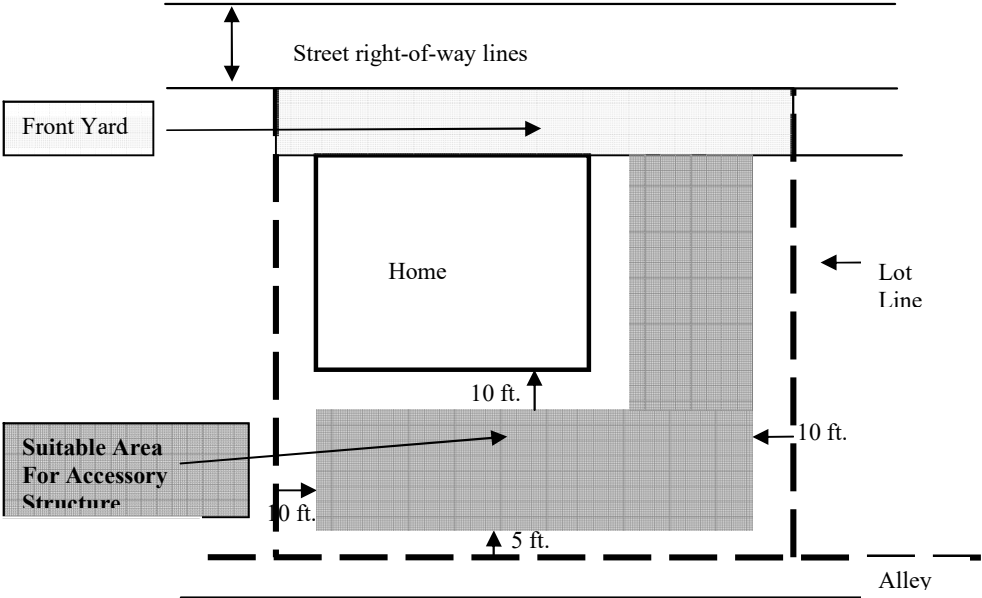 Street right-of-way lines
Front Yard
Home
Lot
Line
10 ft.
Suitable Area
For Accessory
Structure
10 ft.
10 ft.
5 ft.
Alley